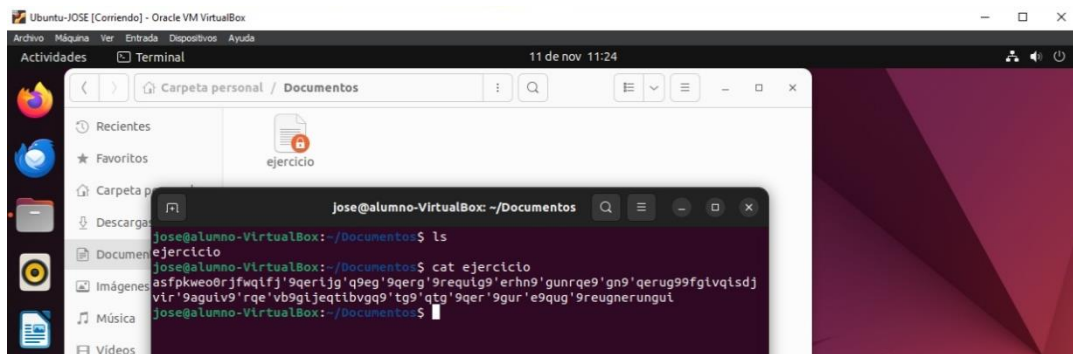 Ubuntu-JOSE [Corriendo] - Oracle VM VirtualBox
Archivo Máquina Ver Entrada Dispositivos Ayuda
Actividades Terminal 11 de nov 11:24
Carpeta personal / Documentos
Recientes
ejercicio
Favoritos
Carpeta p
jose@alumno-VirtualBox: ~/Documentos
Descargas
jose@alumno-VirtualBox:~/Documentos$ ls
Documen
ejercicio
jose@alumno-VirtualBox:~/Documentos$ cat ejercicio
Imágenes
asfpkweo0rjfwqifj'9qerijg'q9eg'9qerg'9requig9'erhn9'gunrqe9'gn9'qerug99fgivqisdj
vir'9aguiv9'rqe'vb9gijeqtibvgq9'tg9'qtg'9qer'9gur'e9qug'9reugnerungui
Música
jose@alumno-VirtualBox:~/Documentos$
Vídeos